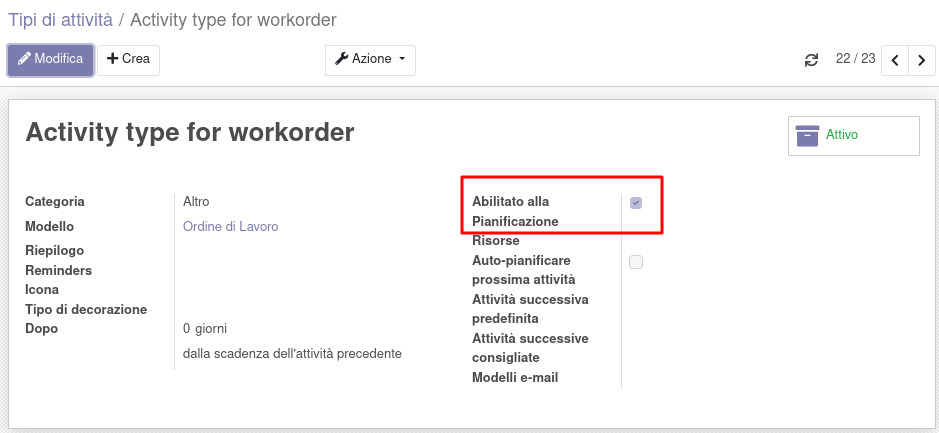 Tipi di attività / Activity type for workorder
Modifica
Crea
Azione
22 / 23
Activity type for workorder
Attivo
Categoria
Altro
Modello
Ordine di Lavoro
Riepilogo
Reminders
Icona
Tipo di decorazione
Dopo
0 giorni
dalla scadenza dell'attività precedente
Abilitato alla
Pianificazione
Risorse
Auto-pianificare
prossima attività
Attività successiva
predefinita
Attività successive
consigliate
Modelli e-mail